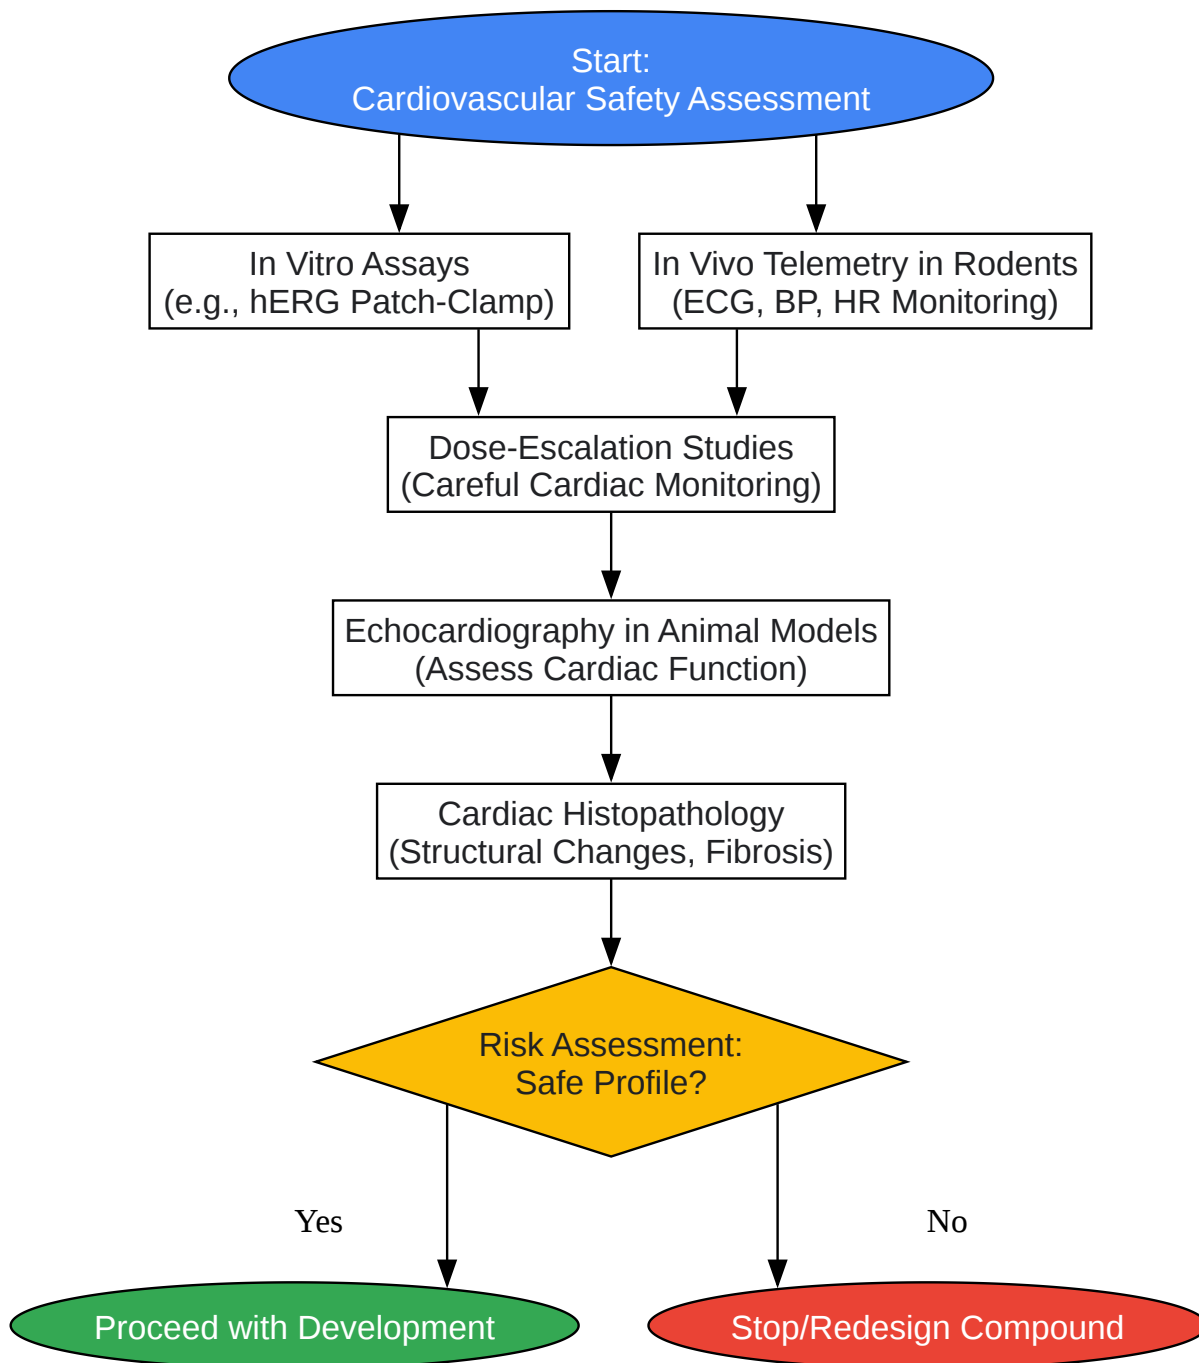 Start:
Cardiovascular Safety Assessment
In Vitro Assays
(e.g., hERG Patch-Clamp)
In Vivo Telemetry in Rodents
(ECG, BP, HR Monitoring)
Dose-Escalation Studies
(Careful Cardiac Monitoring)
Echocardiography in Animal Models
(Assess Cardiac Function)
Cardiac Histopathology
(Structural Changes, Fibrosis)
Risk Assessment:
Safe Profile?
Yes
No
Proceed with Development
Stop/Redesign Compound